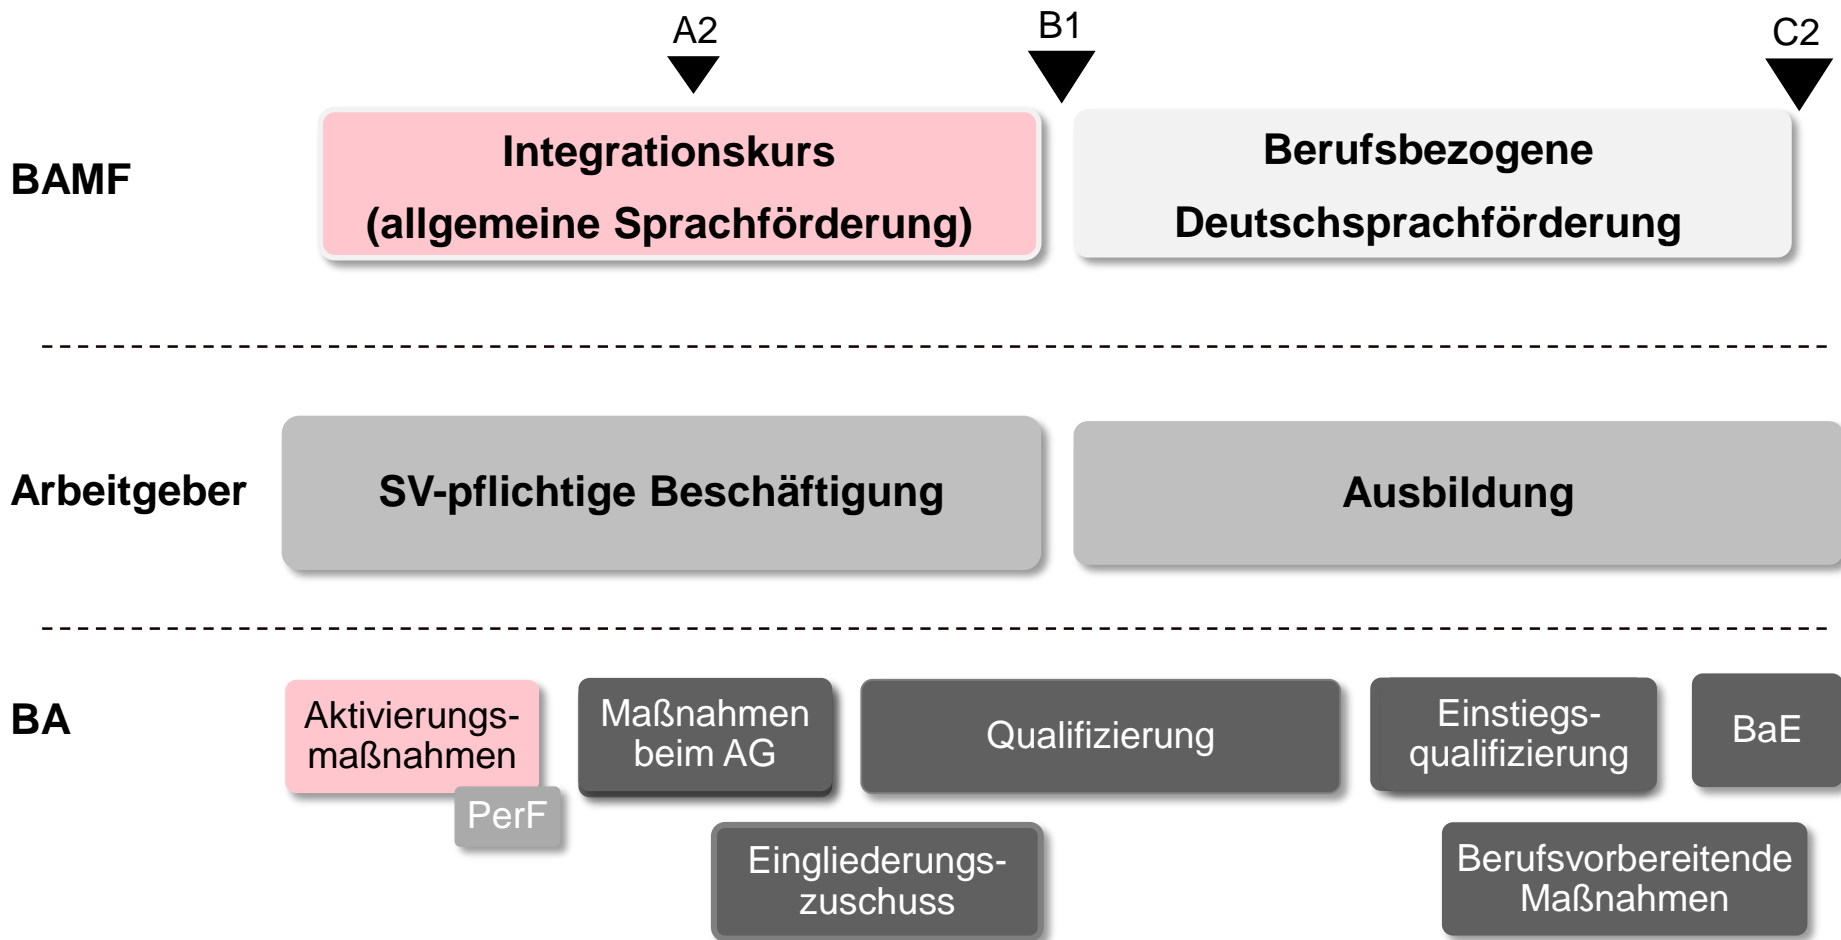 A2
B1
C2
BAMF
Integrationskurs
(allgemeine Sprachförderung)
Berufsbezogene
Deutschsprachförderung
Arbeitgeber
SV-pflichtige Beschäftigung
Ausbildung
BA
Aktivierungs-
maßnahmen
PerF
Maßnahmen
beim AG
Qualifizierung
Einstiegs-
qualifizierung
BaE
Eingliederungs-
zuschuss
Berufsvorbereitende
Maßnahmen